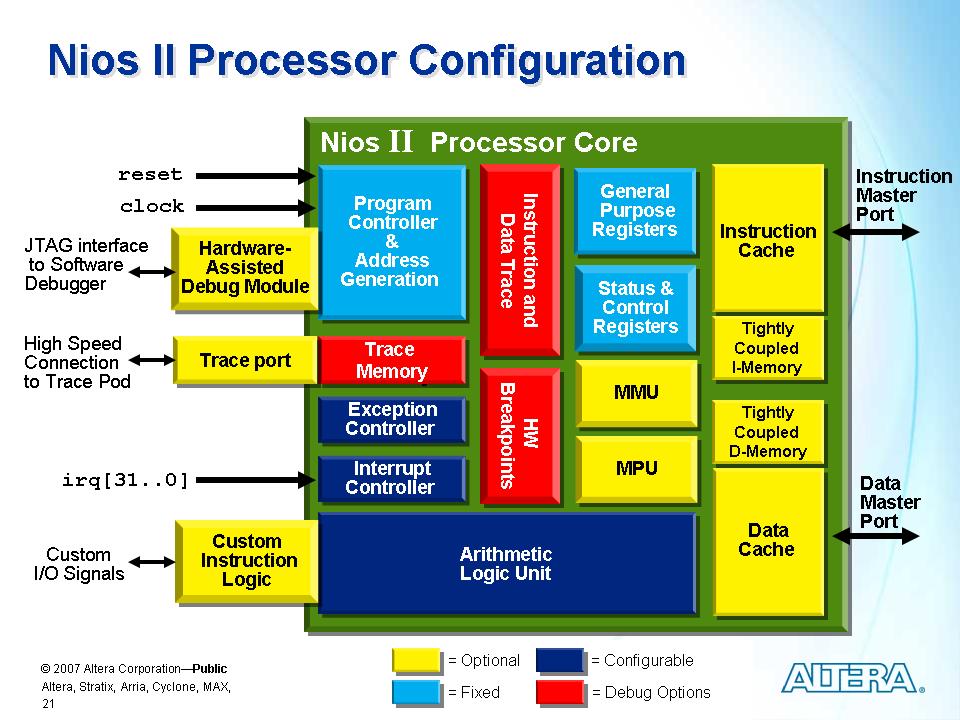 Nios II Processor Configuration
Nios II Processor Core
reset
clock
JTAG interface
to Software
Debugger
Hardware-
Assisted
Debug Module
High Speed
Connection
to Trace Pod
Trace port
irq[31..0]
Custom
I/O Signals
Custom
Instruction
Logic
Program
Controller
&
Address
Generation
Trace
Memory
Exception
Controller
Interrupt
Controller
Instruction and
Data Trace
HW
Breakpoints
General
Purpose
Registers
Status &
Control
Registers
MMU
MPU
Arithmetic
Logic Unit
Instruction
Cache
Tightly
Coupled
I-Memory
Tightly
Coupled
D-Memory
Data
Cache
Instruction
Master
Port
Data
Master
Port
© 2007 Altera Corporation—Public
Altera, Stratix, Arria, Cyclone, MAX,
21
= Optional
= Configurable
= Fixed
= Debug Options
ALTERA®